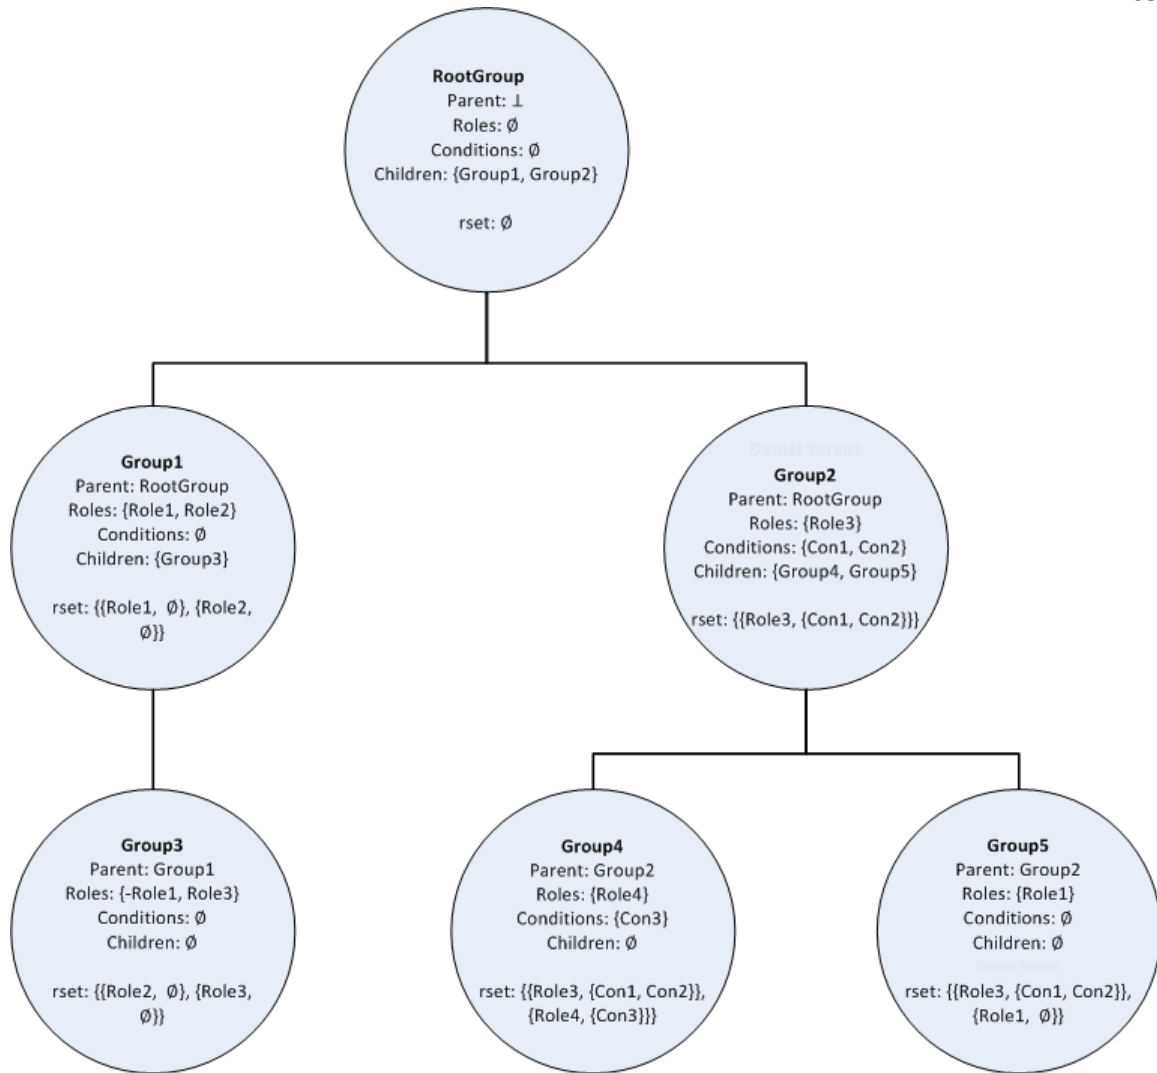 RootGroup
Parent: ⊥
Roles: Ø
Conditions: Ø
Children: {Group1, Group2}
rset: Ø
Group1
Parent: RootGroup
Roles: {Role1, Role2}
Conditions: Ø
Children: {Group3}
rset: {{Role1, Ø}, {Role2,
Ø}}
Daniel Servos
Group2
Parent: RootGroup
Roles: {Role3}
Conditions: {Con1, Con2}
Children: {Group4, Group5}
rset: {{Role3, {Con1, Con2}}}
Group3
Parent: Group1
Roles: {-Role1, Role3}
Conditions: Ø
Children: Ø
rset: {{Role2, Ø}, {Role3,
Ø}}
Group4
Parent: Group2
Roles: {Role4}
Conditions: {Con3}
Children: Ø
rset: {{Role3, {Con1, Con2}},
{Role4, {Con3}}}
Group5
Parent: Group2
Roles: {Role1}
Conditions: Ø
Children: Ø
Daniel Servos
rset: {{Role3, {Con1, Con2}},
{Role1, Ø}}